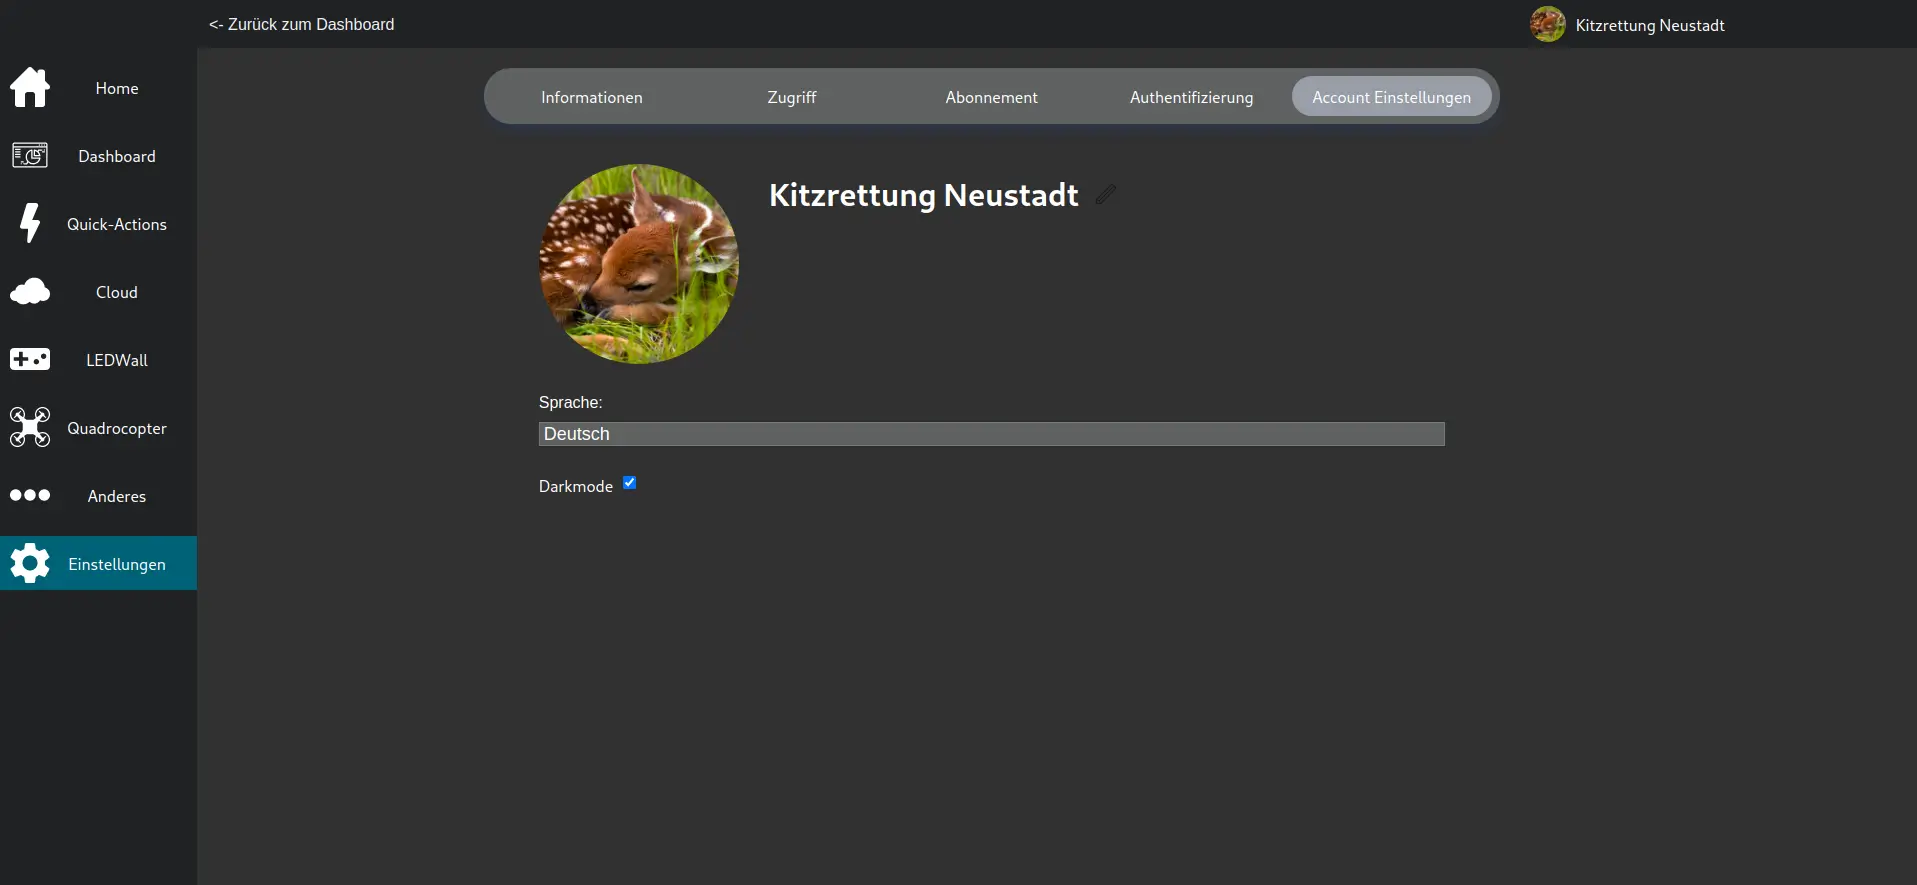 <- Zurück zum Dashboard
Kitzrettung Neustadt
Home
Dashboard
Quick-Actions
Cloud
LEDWall
Quadrocopter
Anderes
Einstellungen
Informationen Zugriff Abonnement Authentifizierung Account Einstellungen
Kitzrettung Neustadt
Sprache:
Deutsch
Darkmode